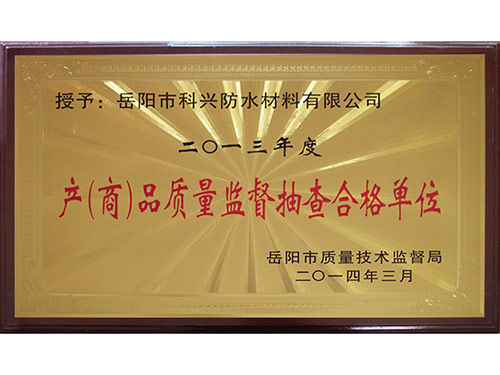 授予：岳阳市科兴防水材料有限公司
二〇一三年度
产(商)品质量监督抽查合格单位
岳阳市质量技术监督局
二〇一四年三月